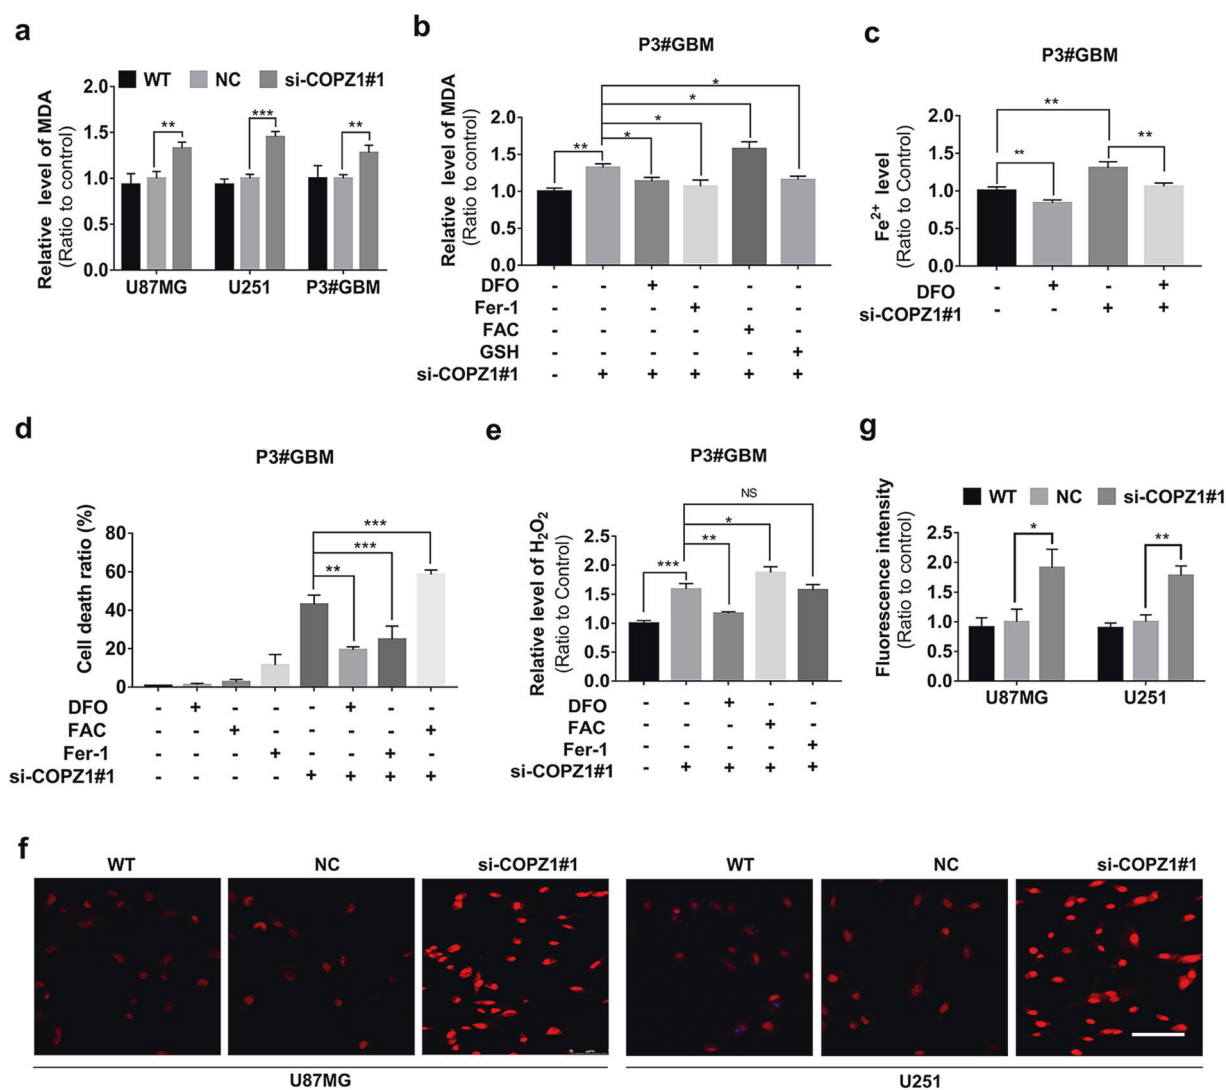 a
WT NC si-COPZ1#1
Relative level of MDA
(Ratio to control)
2.0
1.5
1.0
0.5
0.0
** *** **
U87MG U251 P3#GBM
b
P3#GBM
Relative level of MDA
(Ratio to control)
2.5
2.0
1.5
1.0
0.5
0.0
*
*
*
*
**
DFO - - + - - -
Fer-1 - - - + - -
FAC - - - - + -
GSH - - - - - +
si-COPZ1#1 - + + + + +
c
P3#GBM
Fe2+ level
(Ratio to Control)
2.0
1.5
1.0
0.5
0.0
**
**
**
DFO - + - +
si-COPZ1#1 - - + +
d
P3#GBM
Cell death ratio (%)
80
60
40
20
0
***
***
**
DFO - + - - - + - -
FAC - - + - - - - +
Fer-1 - - - + - - + -
si-COPZ1#1 - - - - + + + +
e
P3#GBM
Relative level of H2O2
(Ratio to Control)
2.5
2.0
1.5
1.0
0.5
0.0
NS
*
**
***
DFO - - + - -
FAC - - - + -
Fer-1 - - - - +
si-COPZ1#1 - + + + +
g
WT NC si-COPZ1#1
Fluorescence intensity
(Ratio to control)
2.5
2.0
1.5
1.0
0.5
0.0
* **
U87MG U251
f
WT NC si-COPZ1#1 WT NC si-COPZ1#1
U87MG U251